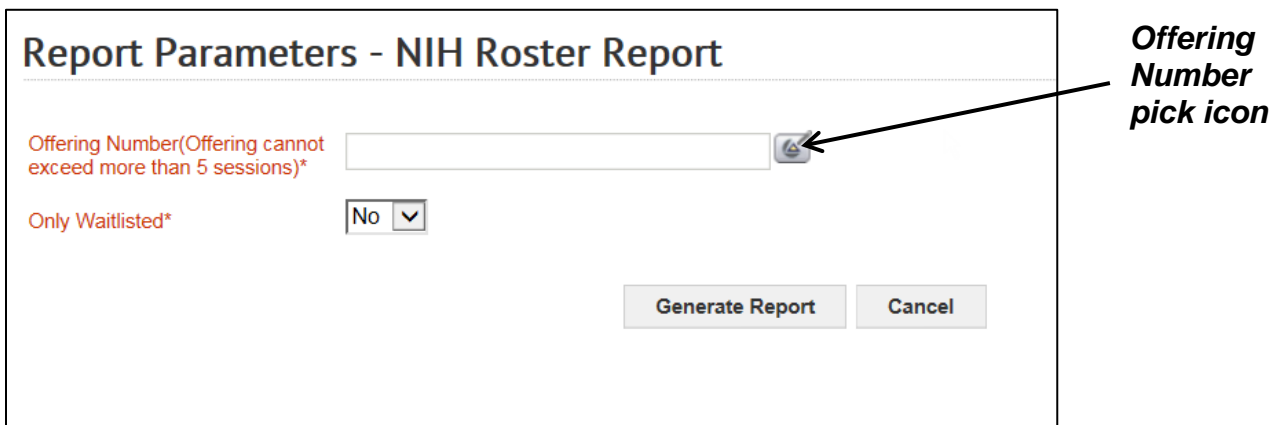 Report Parameters - NIH Roster Report
Offering
Number
pick icon
Offering Number(Offering cannot
exceed more than 5 sessions)*
Only Waitlisted*
No
Generate Report
Cancel